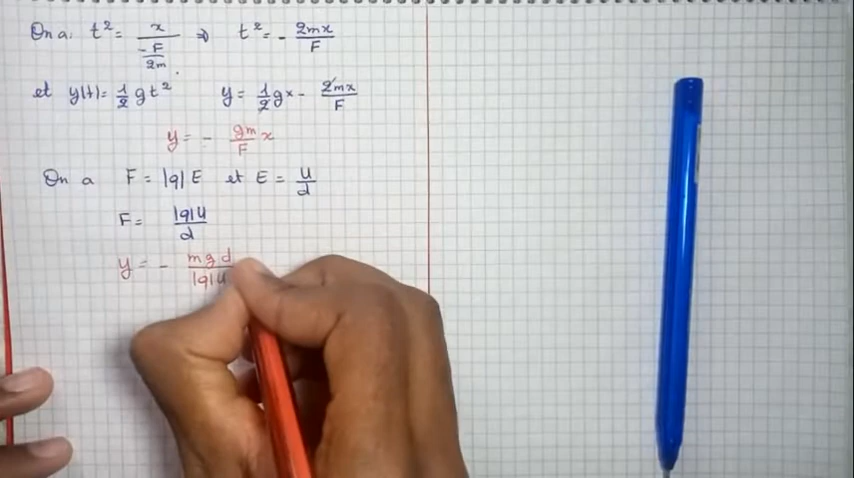 On a: t² = x / (-F/2m) ⇒ t² = - 2mx/F
et y(t) = 1/2 g t² y = 1/2 g × - 2mx/F
y = - gm/F x
On a F = |q| E et E = U/d
F = |q|U/d
y = - mgd/|q|U